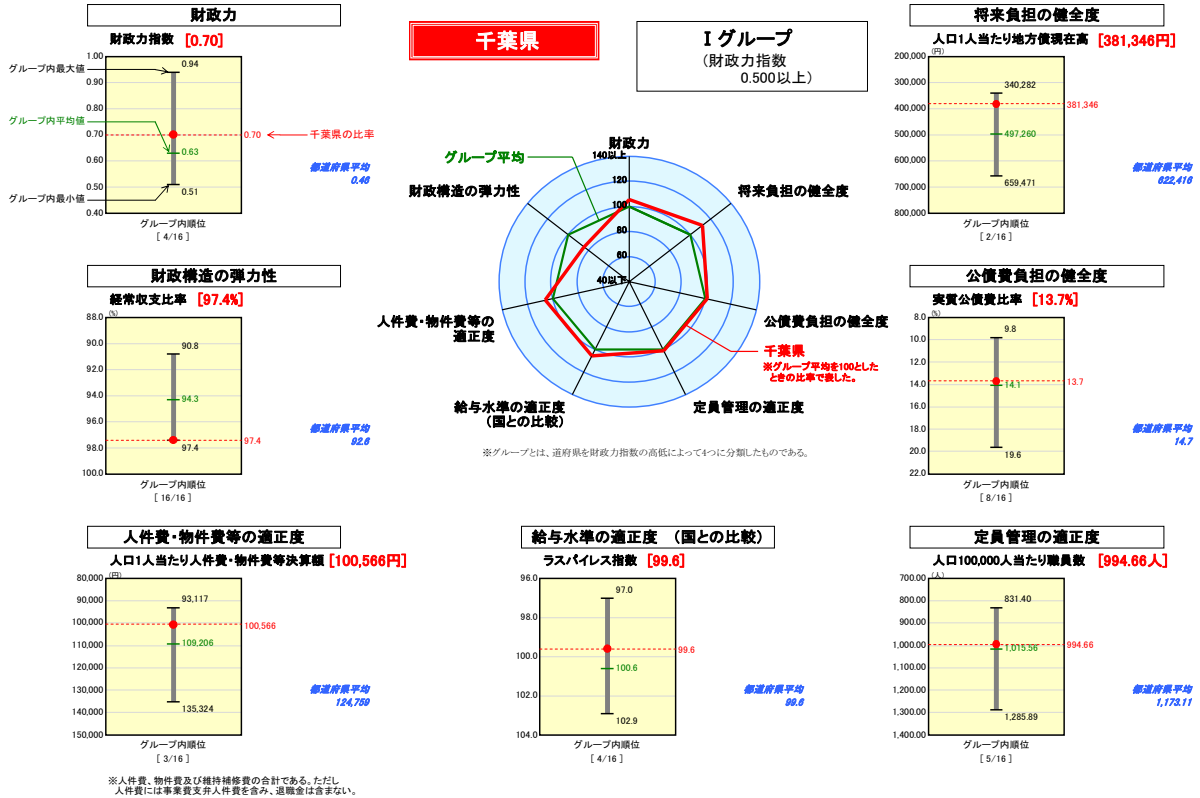 財政力
財政力指数 [0.70]
1.00
0.90
0.80
0.70
0.60
0.50
0.40
グループ内最大値
グループ内平均値
グループ内最小値
0.94
0.63
0.51
0.70
千葉県の比率
都道府県平均
0.46
グループ内順位
[ 4/16 ]
千葉県
Ⅰ グループ
(財政力指数
0.500以上)
将来負担の健全度
人口1人当たり地方債現在高 [381,346円]
(円)
200,000
300,000
400,000
500,000
600,000
700,000
800,000
340,282
497,260
659,471
381,346
都道府県平均
622,416
グループ内順位
[ 2/16 ]
財政構造の弾力性
経常収支比率 [97.4%]
(%)
88.0
90.0
92.0
94.0
96.0
98.0
100.0
90.8
94.3
97.4
97.4
都道府県平均
92.6
グループ内順位
[ 16/16 ]
グループ平均
財政力
将来負担の健全度
公債費負担の健全度
定員管理の適正度
給与水準の適正度
(国との比較)
人件費・物件費等の
適正度
財政構造の弾力性
140以上
120
100
80
60
40以下
千葉県
※グループ平均を100とした
ときの比率で表した。
※グループとは、道府県を財政力指数の高低によって4つに分類したものである。
公債費負担の健全度
実質公債費比率 [13.7%]
(%)
8.0
10.0
12.0
14.0
16.0
18.0
20.0
22.0
9.8
14.1
19.6
13.7
都道府県平均
14.7
グループ内順位
[ 8/16 ]
人件費・物件費等の適正度
人口1人当たり人件費・物件費等決算額 [100,566円]
(円)
80,000
90,000
100,000
110,000
120,000
130,000
140,000
150,000
93,117
109,206
135,324
100,566
都道府県平均
124,759
グループ内順位
[ 3/16 ]
※人件費、物件費及び維持補修費の合計である。ただし
人件費には事業費支弁人件費を含み、退職金は含まない。
給与水準の適正度 (国との比較)
ラスパイレス指数 [99.6]
96.0
98.0
100.0
102.0
104.0
97.0
100.6
102.9
99.6
都道府県平均
99.6
グループ内順位
[ 4/16 ]
定員管理の適正度
人口100,000人当たり職員数 [994.66人]
(人)
700.00
800.00
900.00
1,000.00
1,100.00
1,200.00
1,300.00
1,400.00
831.40
1,015.56
1,285.89
994.66
都道府県平均
1,173.11
グループ内順位
[ 5/16 ]